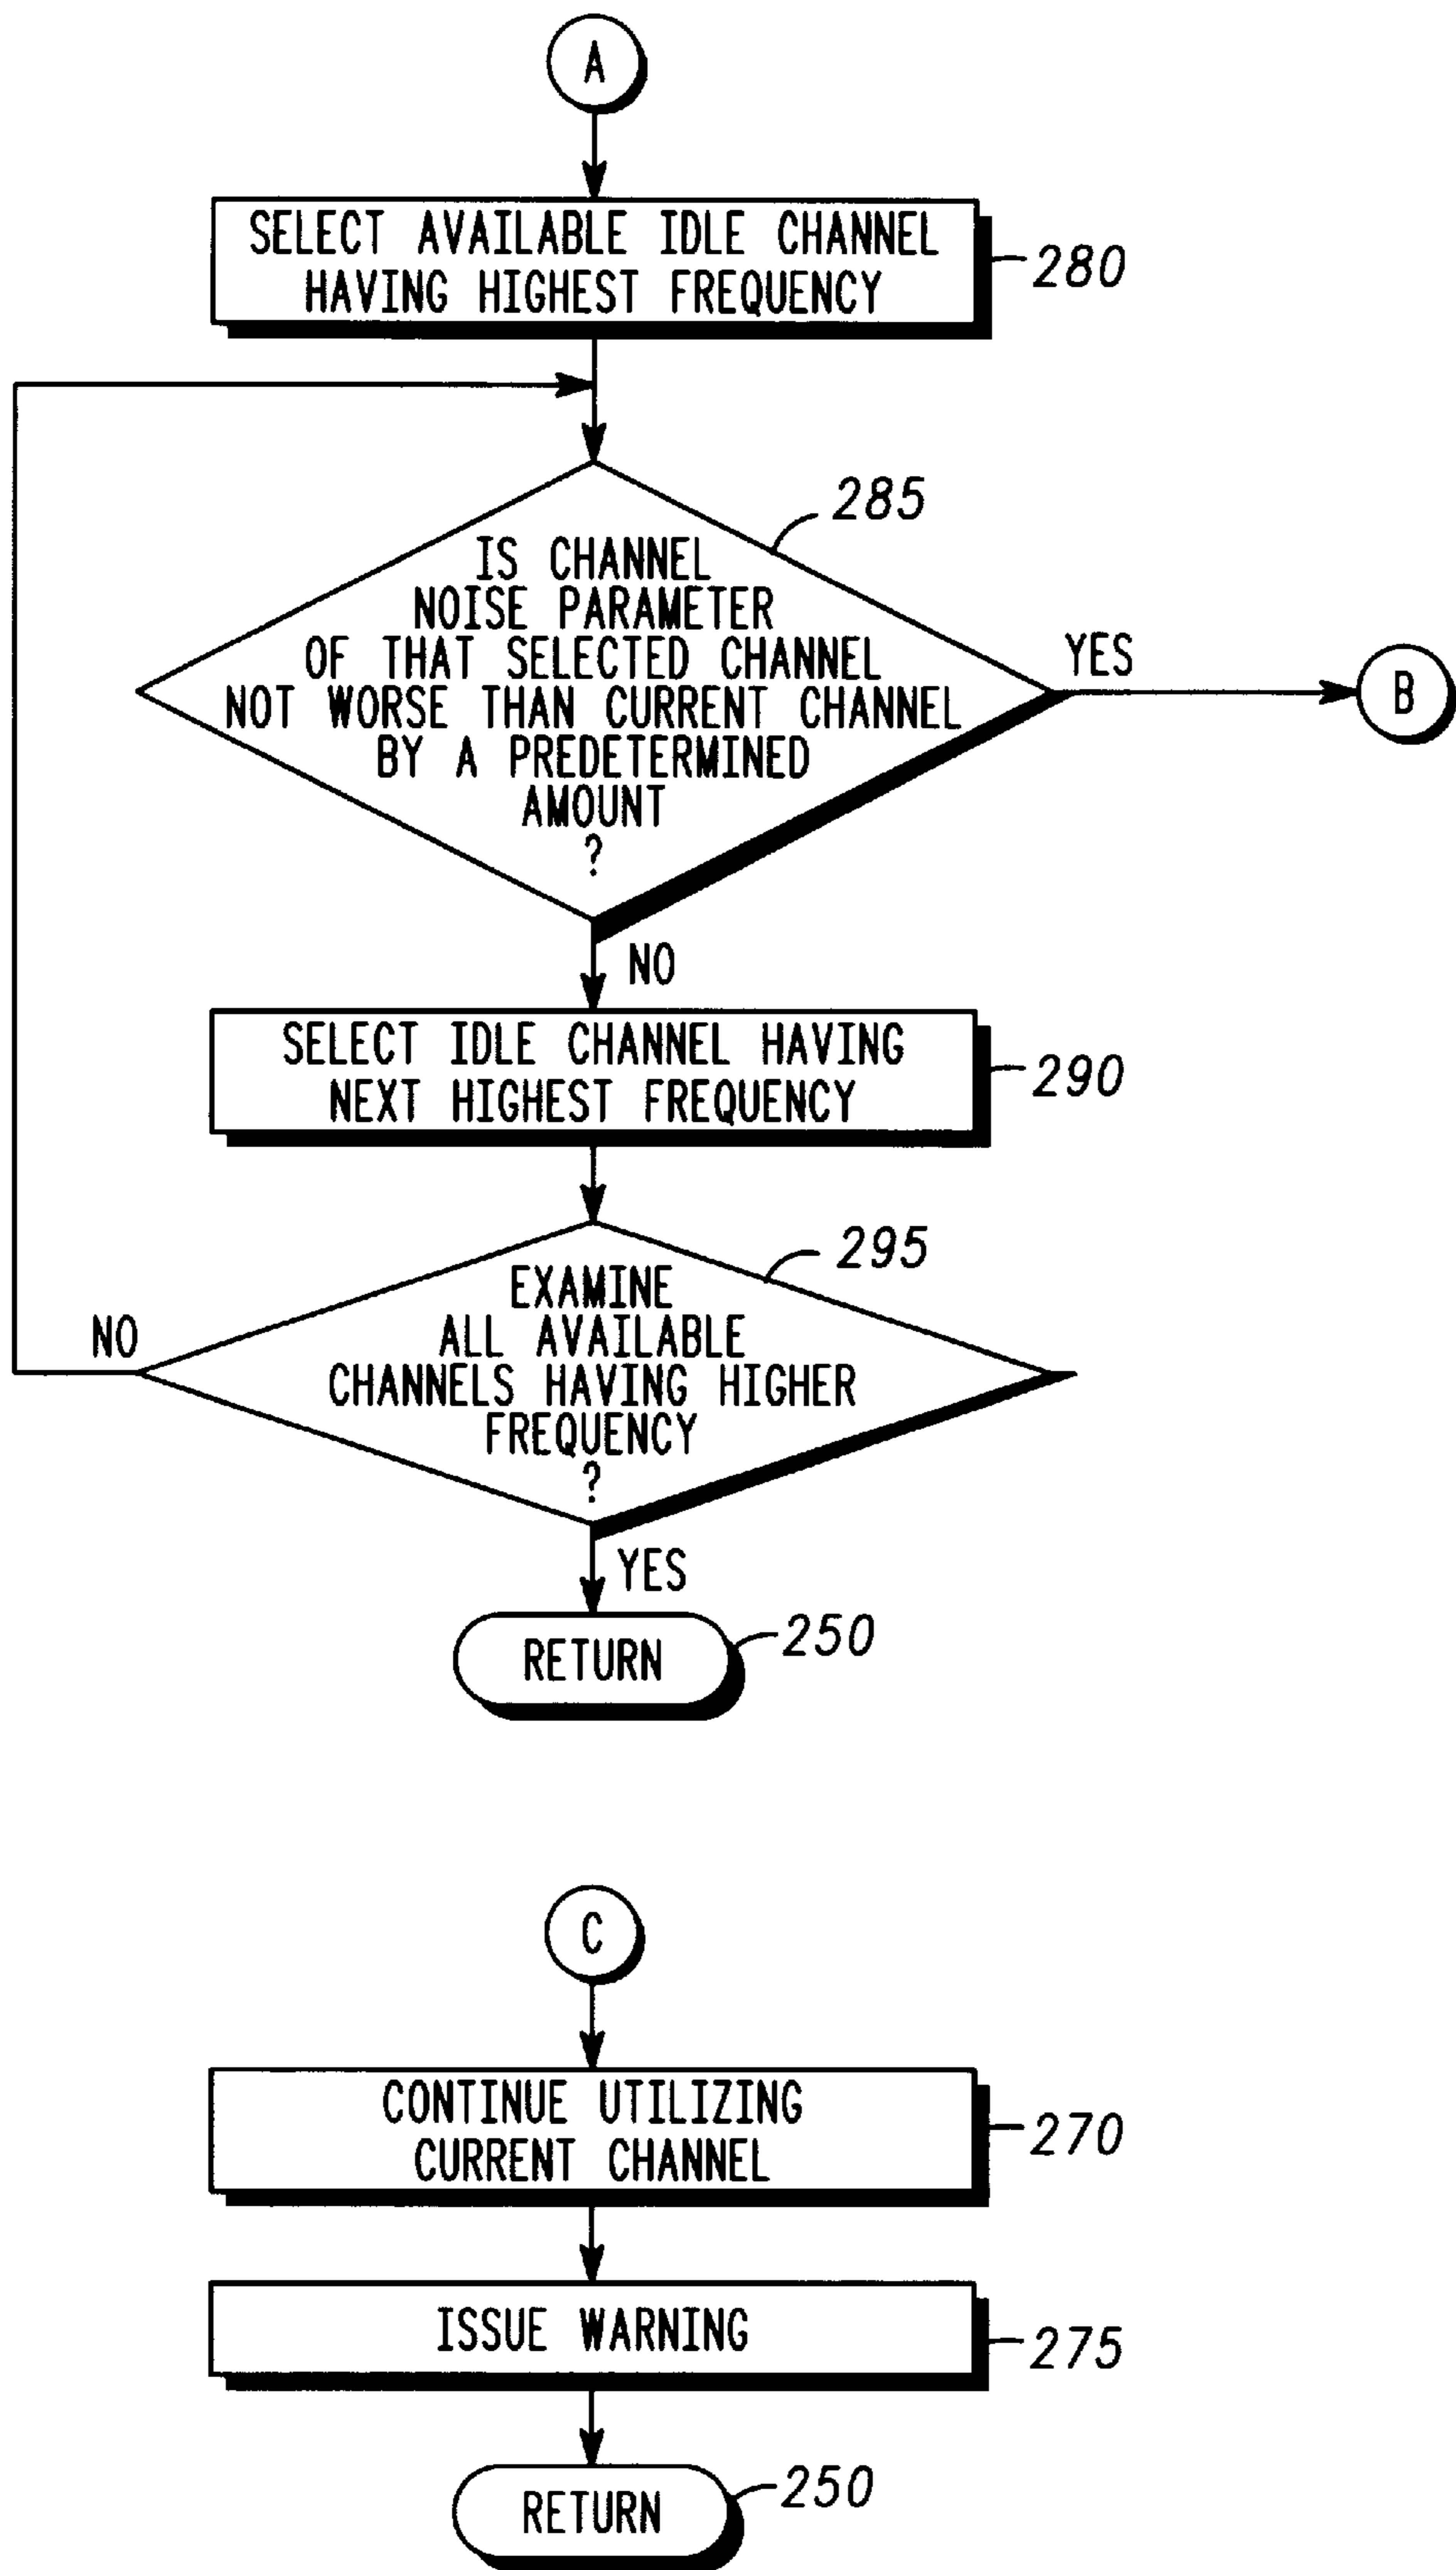 A
SELECT AVAILABLE IDLE CHANNEL
HAVING HIGHEST FREQUENCY
280
285
IS CHANNEL
NOISE PARAMETER
OF THAT SELECTED CHANNEL
NOT WORSE THAN CURRENT CHANNEL
BY A PREDETERMINED
AMOUNT
?
YES
B
NO
SELECT IDLE CHANNEL HAVING
NEXT HIGHEST FREQUENCY
290
295
EXAMINE
ALL AVAILABLE
CHANNELS HAVING HIGHER
FREQUENCY
?
NO
YES
RETURN
250
C
CONTINUE UTILIZING
CURRENT CHANNEL
270
ISSUE WARNING
275
RETURN
250